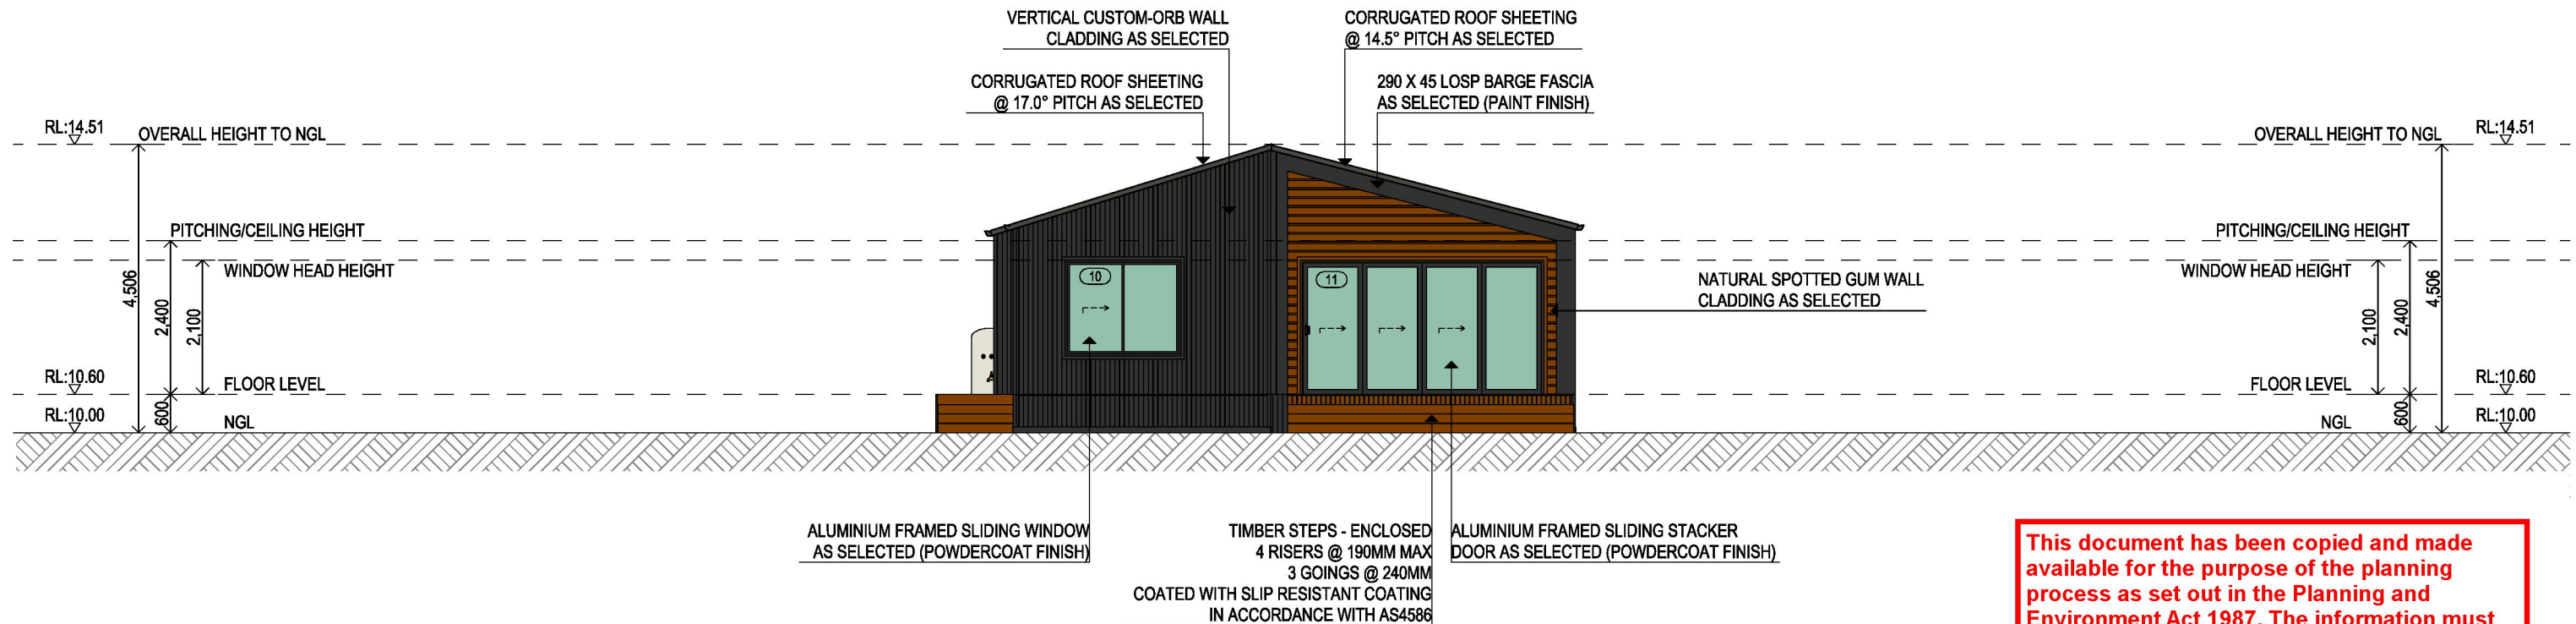 VERTICAL CUSTOM-ORB WALL
CLADDING AS SELECTED
CORRUGATED ROOF SHEETING
@ 14.5° PITCH AS SELECTED
CORRUGATED ROOF SHEETING
@ 17.0° PITCH AS SELECTED
290 X 45 LOSP BARGE FASCIA
AS SELECTED (PAINT FINISH)
RL:14.51
OVERALL HEIGHT TO NGL
OVERALL HEIGHT TO NGL
RL:14.51
PITCHING/CEILING HEIGHT
PITCHING/CEILING HEIGHT
WINDOW HEAD HEIGHT
WINDOW HEAD HEIGHT
4,506
2,400
2,100
10
11
NATURAL SPOTTED GUM WALL
CLADDING AS SELECTED
2,100
2,400
4,506
RL:10.60
FLOOR LEVEL
FLOOR LEVEL
RL:10.60
RL:10.00
600
NGL
NGL
600
RL:10.00
ALUMINIUM FRAMED SLIDING WINDOW
AS SELECTED (POWDERCOAT FINISH)
TIMBER STEPS - ENCLOSED
4 RISERS @ 190MM MAX
3 GOINGS @ 240MM
COATED WITH SLIP RESISTANT COATING
IN ACCORDANCE WITH AS4586
ALUMINIUM FRAMED SLIDING STACKER
DOOR AS SELECTED (POWDERCOAT FINISH)
This document has been copied and made
available for the purpose of the planning
process as set out in the Planning and
Environment Act 1987. The information must